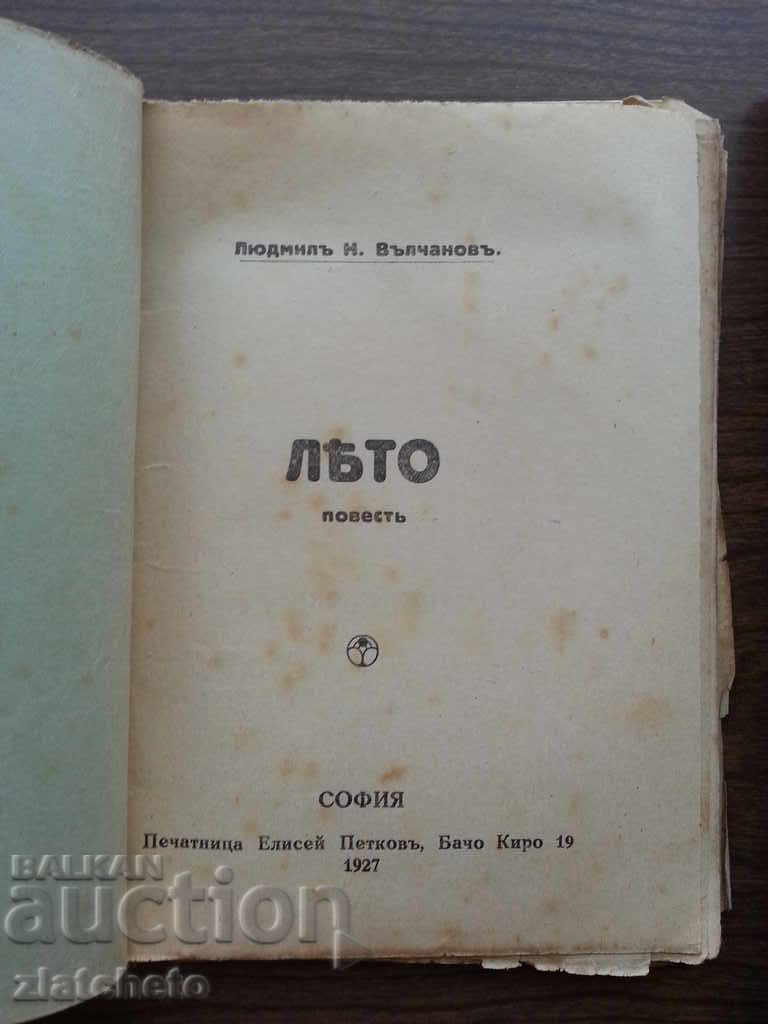 Людмилъ Н. Вълчановъ.
ЛѢТО
повесть
СОФИЯ
Печатница Елисей Петковъ, Бачо Киро 19
1927
BALKAN
auction
zlatcheto